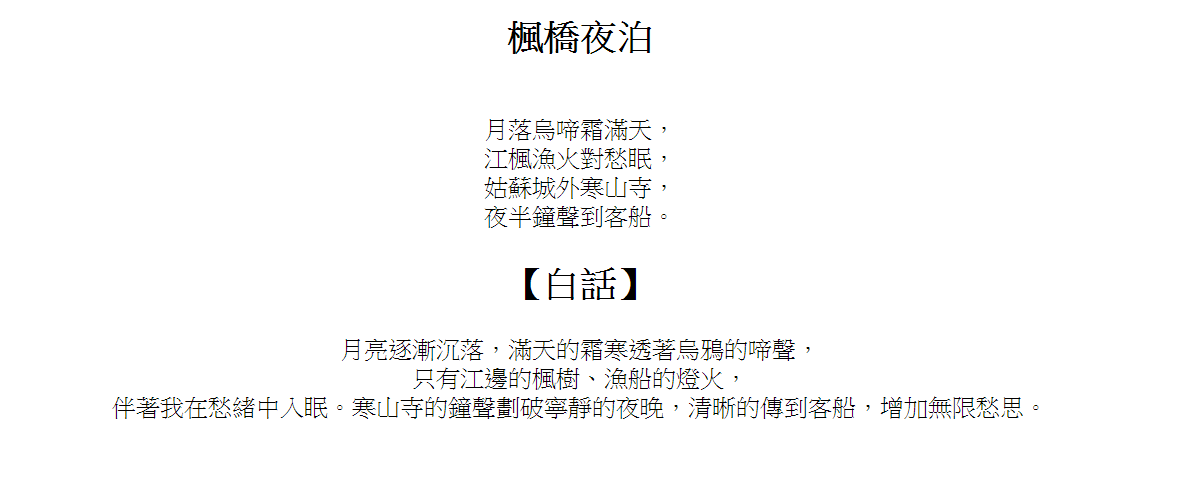 楓橋夜泊
月落烏啼霜滿天，
江楓漁火對愁眠，
姑蘇城外寒山寺，
夜半鐘聲到客船。
【白話】
月亮逐漸沉落，滿天的霜寒透著烏鴉的啼聲，
只有江邊的楓樹、漁船的燈火，
伴著我在愁緒中入眠。寒山寺的鐘聲劃破寧靜的夜晚，清晰的傳到客船，增加無限愁思。